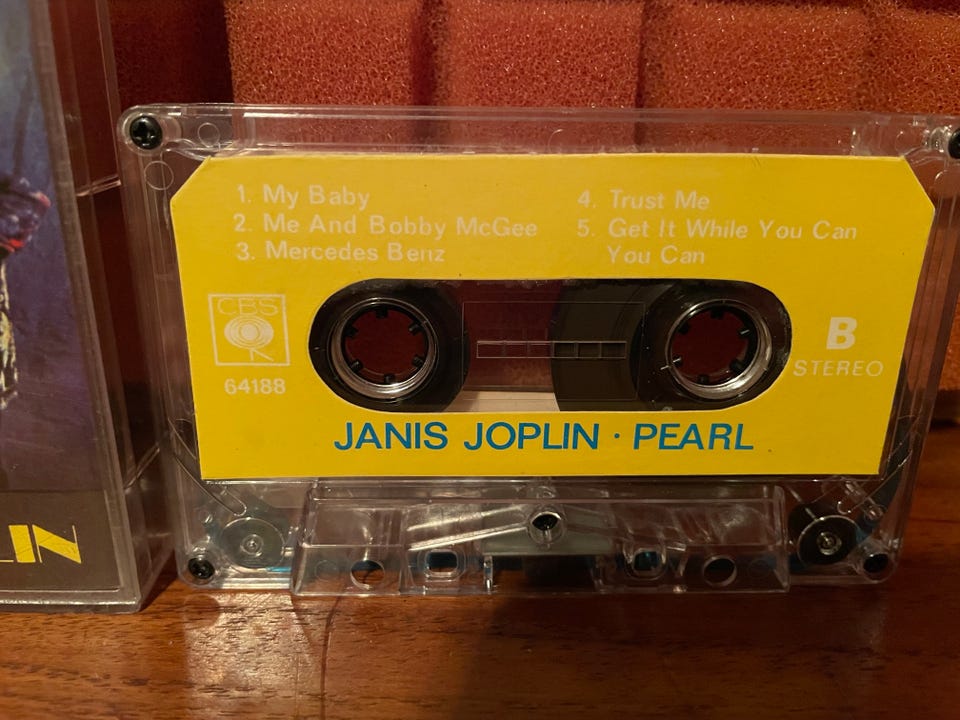 1. My Baby
2. Me And Bobby McGee
3. Mercedes Benz
4. Trust Me
5. Get It While You Can
You Can
CBS
R
64188
B
STEREO
JANIS JOPLIN · PEARL
LIN